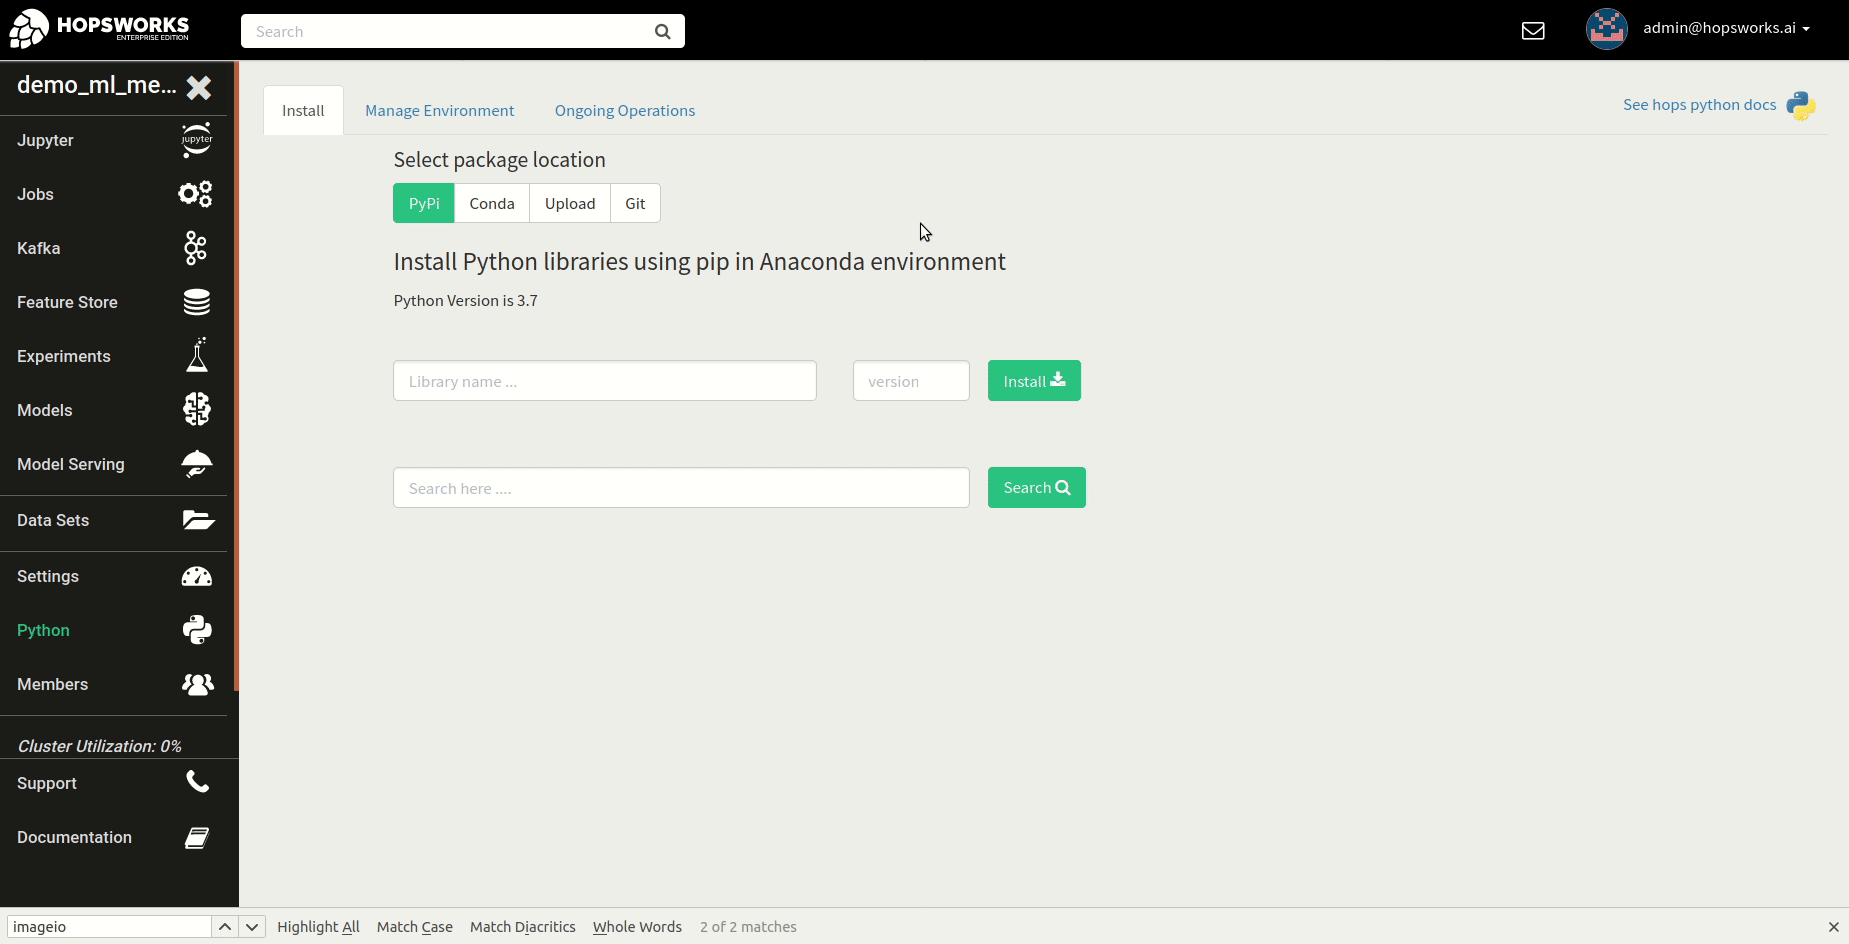 HOPSWORKS
ENTERPRISE EDITION
Search
admin@hopsworks.ai
demo_ml_me...
Jupyter
jupyter
Jobs
Kafka
Feature Store
Experiments
Models
Model Serving
Data Sets
Settings
Python
Members
Cluster Utilization: 0%
Support
Documentation
Install
Manage Environment
Ongoing Operations
See hops python docs
Select package location
PyPi
Conda
Upload
Git
Install Python libraries using pip in Anaconda environment
Python Version is 3.7
Library name ...
version
Install
Search here ....
Search
imageio
Highlight All
Match Case
Match Diacritics
Whole Words
2 of 2 matches